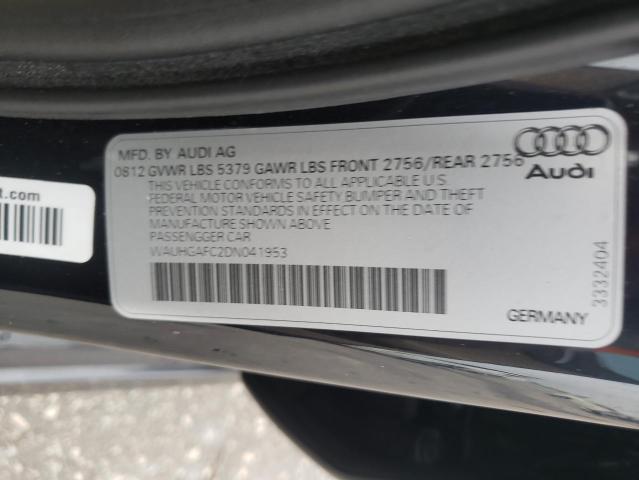 MFD. BY AUDI AG
0812 GVWR LBS 5379 GAWR LBS FRONT 2756/REAR 2756
THIS VEHICLE CONFORMS TO ALL APPLICABLE U.S.
FEDERAL MOTOR VEHICLE SAFETY BUMPER AND THEFT
PREVENTION STANDARDS IN EFFECT ON THE DATE OF
MANUFACTURE SHOWN ABOVE
PASSENGGER CAR
WAUHGAFC2DN041953
Audi
3332404
GERMANY
t.com